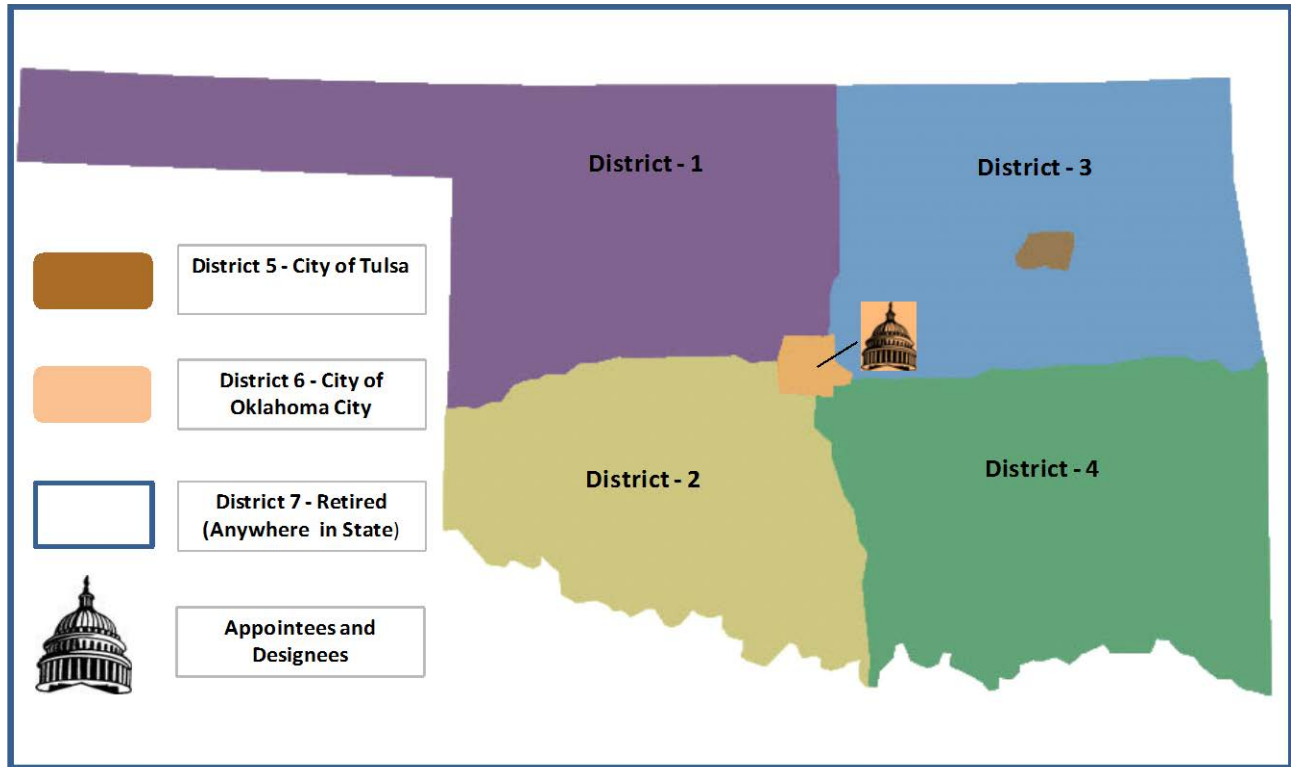 District - 1
District - 3
District 5 - City of Tulsa
District 6 - City of
Oklahoma City
District - 2
District - 4
District 7 - Retired
(Anywhere in State)
Appointees and
Designees